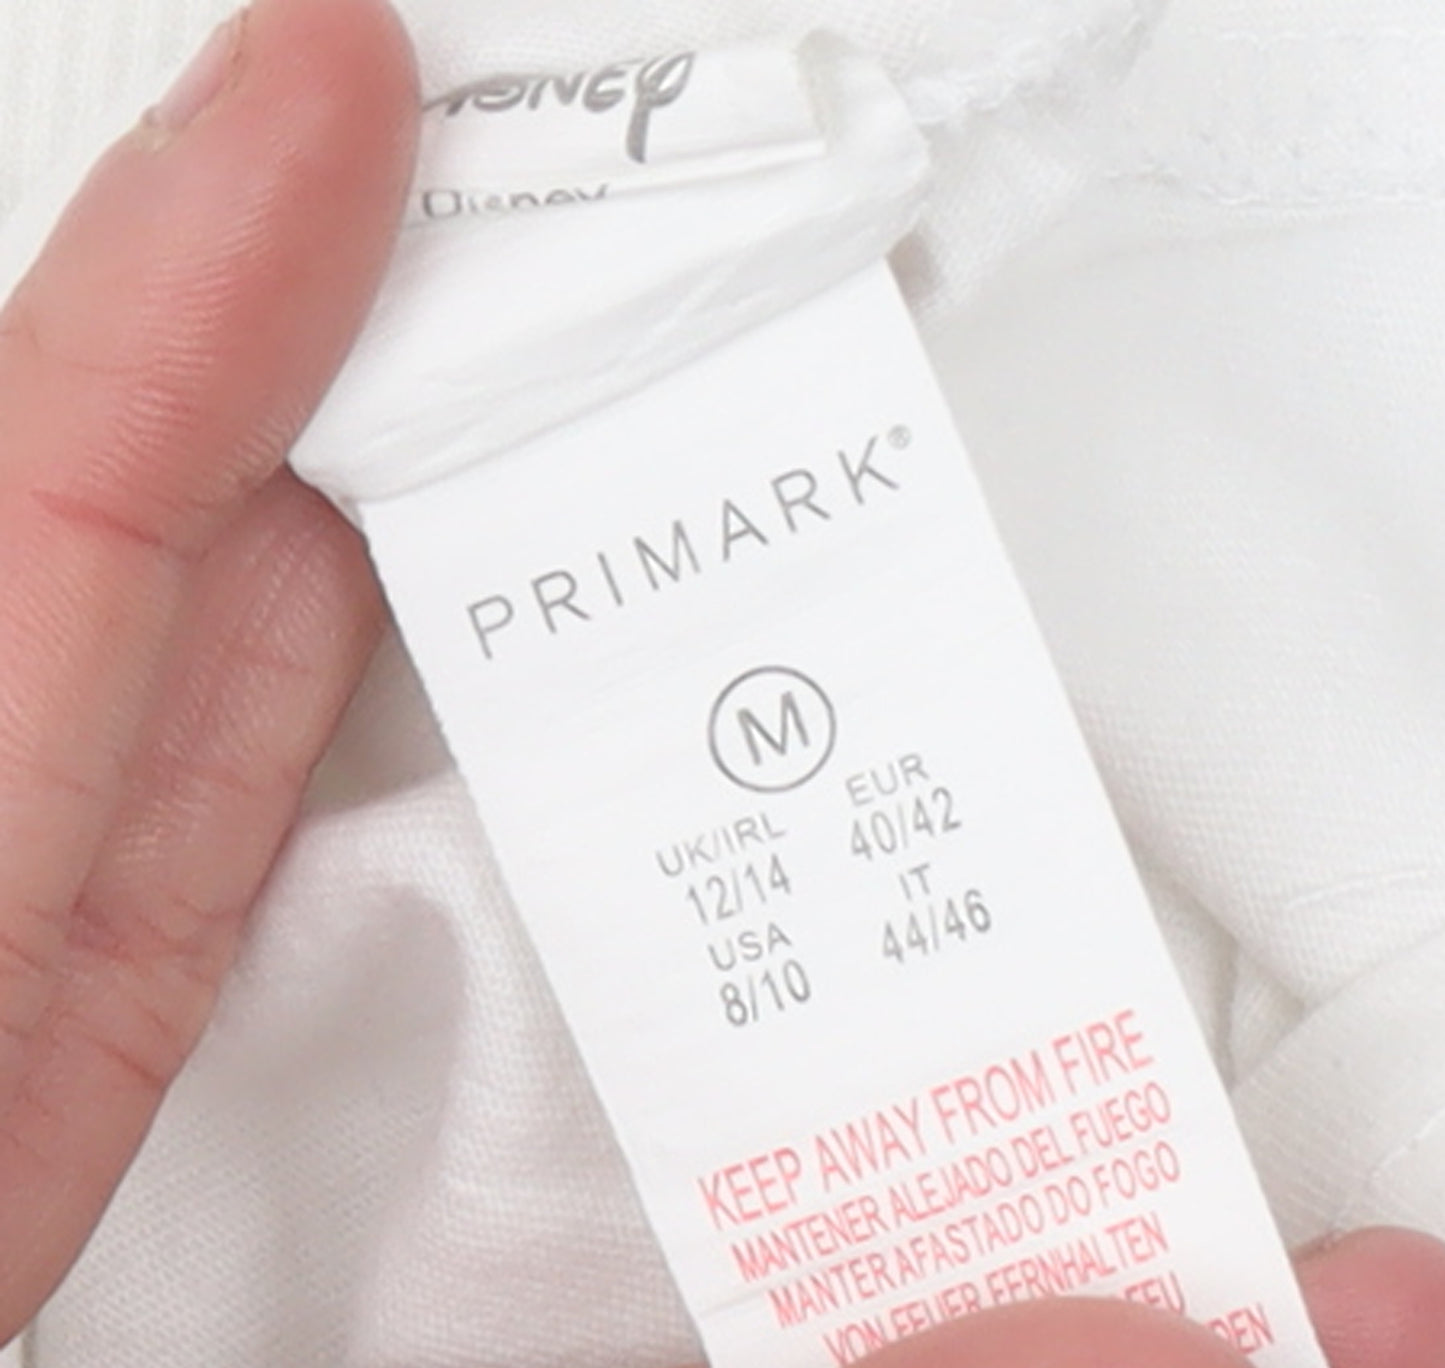 Disney
PRIMARK®
M
UK/IRL
12/14
USA
8/10
EUR
40/42
IT
44/46
KEEP AWAY FROM FIRE
MANTENER ALEJADO DEL FUEGO
MANTER AFASTADO DO FOGO
VON FEUER FERNHALTEN